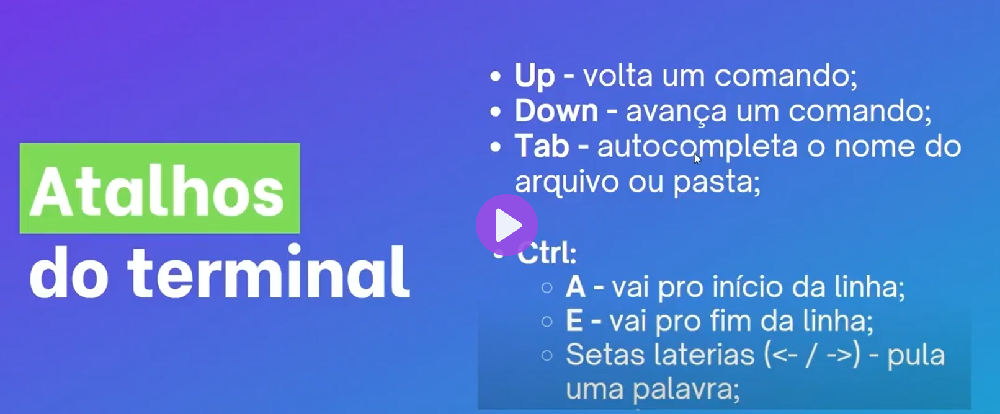 Atalhos
do terminal
• Up - volta um comando;
• Down - avança um comando;
• Tab - autocompleta o nome do
arquivo ou pasta;
• Ctrl:
○ A - vai pro início da linha;
○ E - vai pro fim da linha;
○ Setas laterias (<- / ->) - pula
uma palavra;